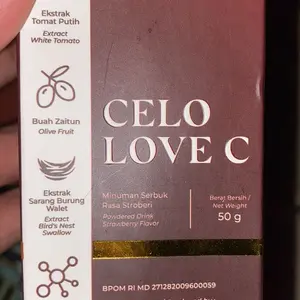 Ekstrak
Tomat Putih
Extract
White Tomato
Buah Zaitun
Olive Fruit
Ekstrak
Sarang Burung
Walet
Extract
Bird's Nest
Swallow
CELO
LOVE C
Minuman Serbuk
Rasa Stroberi
Powdered Drink
Strawberry Flavor
Berat Bersih /
Net Weight
50 g
BPOM RI MD 271282009600059